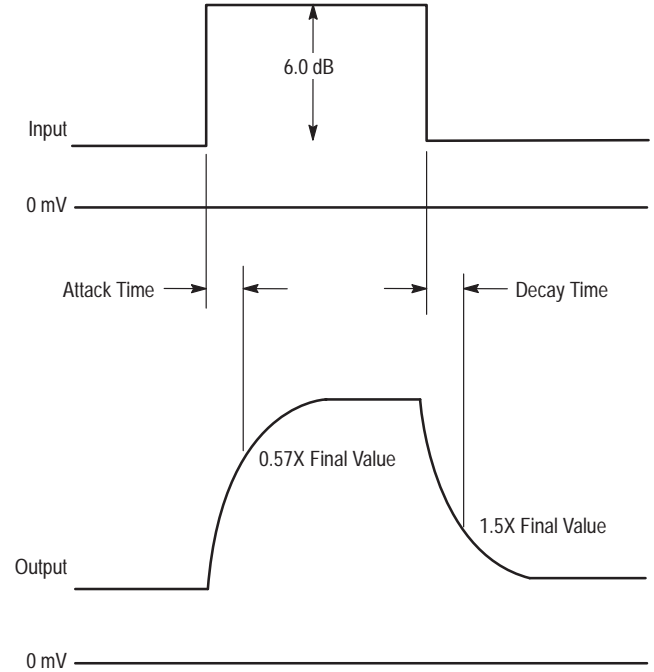 6.0 dB
Input
0 mV
Attack Time
Decay Time
0.57X Final Value
1.5X Final Value
Output
0 mV